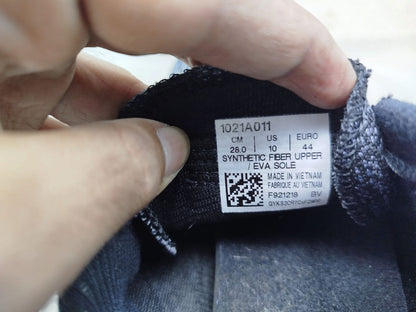 1021A011
CM US EURO
28.0 10 44
SYNTHETIC FIBER UPPER
/ EVA SOLE
MADE IN VIETNAM
FABRIQUE AU VIETNAM
F921218 BV